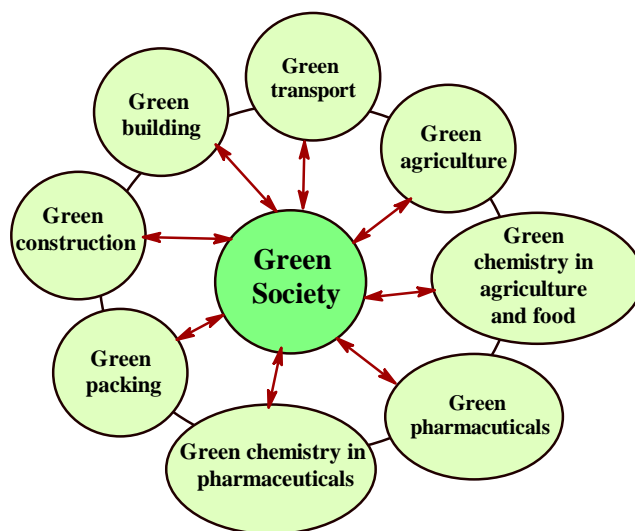 Green
transport
Green
building
Green
agriculture
Green
construction
Green
Society
Green
chemistry in
agriculture
and food
Green
packing
Green
pharmacuticals
Green chemistry in
pharmaceuticals